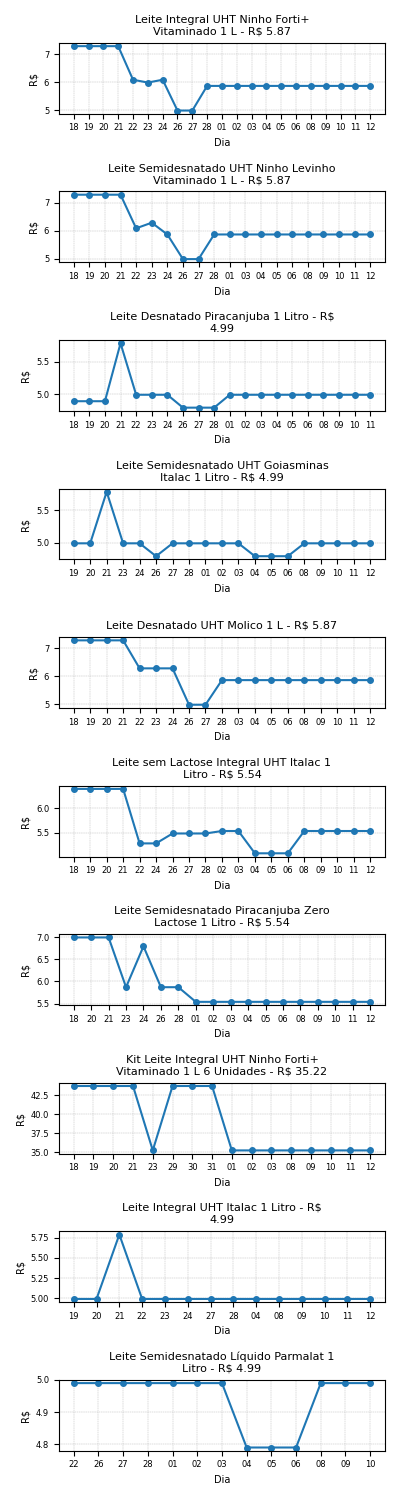 Leite Integral UHT Ninho Forti+
Vitaminado 1 L - R$ 5.87
7
6
5
R$
18 19 20 21 22 23 24 26 27 28 01 02 03 04 05 06 08 09 10 11 12
Dia
Leite Semidesnatado UHT Ninho Levinho
Vitaminado 1 L - R$ 5.87
7
6
5
R$
18 19 20 21 22 23 24 26 27 28 01 02 03 04 05 06 08 09 10 11 12
Dia
Leite Desnatado Piracanjuba 1 Litro - R$
4.99
5.5
5.0
R$
18 19 20 21 22 23 24 26 27 28 01 02 03 04 05 06 08 09 10 11
Dia
Leite Semidesnatado UHT Goiasminas
Italac 1 Litro - R$ 4.99
5.5
5.0
R$
19 20 21 23 24 26 27 28 01 02 03 04 05 06 08 09 10 11 12
Dia
Leite Desnatado UHT Molico 1 L - R$ 5.87
7
6
5
R$
18 19 20 21 22 23 24 26 27 28 02 03 04 05 06 08 09 10 11 12
Dia
Leite sem Lactose Integral UHT Italac 1
Litro - R$ 5.54
6.0
5.5
R$
18 19 20 21 22 24 26 27 28 02 03 04 05 06 08 09 10 11 12
Dia
Leite Semidesnatado Piracanjuba Zero
Lactose 1 Litro - R$ 5.54
7.0
6.5
6.0
5.5
R$
18 20 21 23 24 26 28 01 02 03 04 05 06 08 09 10 11 12
Dia
Kit Leite Integral UHT Ninho Forti+
Vitaminado 1 L 6 Unidades - R$ 35.22
42.5
40.0
37.5
35.0
R$
18 19 20 21 23 29 30 31 01 02 03 08 09 10 11 12
Dia
Leite Integral UHT Italac 1 Litro - R$
4.99
5.75
5.50
5.25
5.00
R$
19 20 21 22 23 24 27 28 04 08 09 10 11 12
Dia
Leite Semidesnatado Líquido Parmalat 1
Litro - R$ 4.99
5.0
4.9
4.8
R$
22 26 27 28 01 02 03 04 05 06 08 09 10
Dia